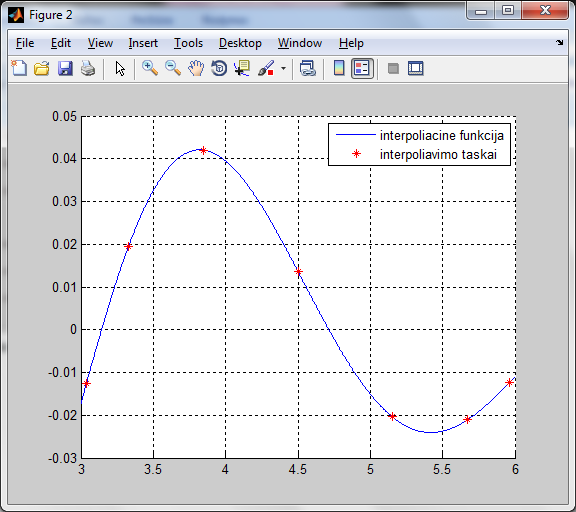 Figure 2
File Edit View Insert Tools Desktop Window Help
0.05
0.04
0.03
0.02
0.01
0
-0.01
-0.02
-0.03
3 3.5 4 4.5 5 5.5 6
interpoliacine funkcija
interpoliavimo taskai